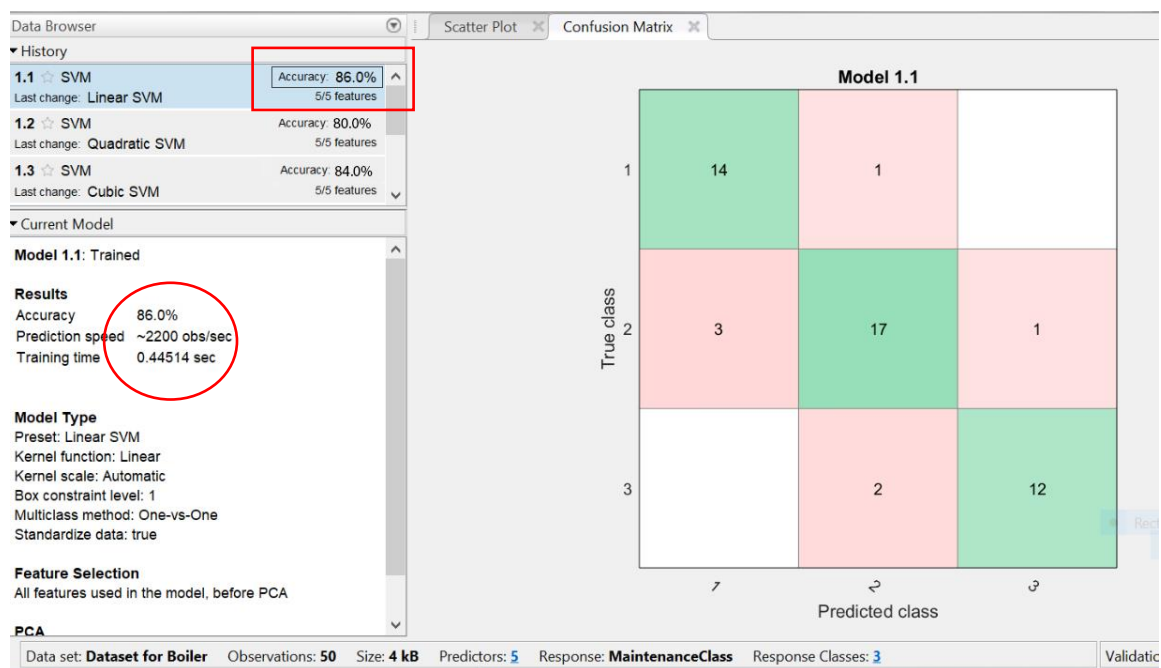 Data Browser
History
1.1 ☆ SVM Accuracy: 86.0%
Last change: Linear SVM 5/5 features
1.2 ☆ SVM Accuracy: 80.0%
Last change: Quadratic SVM 5/5 features
1.3 ☆ SVM Accuracy: 84.0%
Last change: Cubic SVM 5/5 features
Current Model
Model 1.1: Trained
Results
Accuracy 86.0%
Prediction speed ~2200 obs/sec
Training time 0.44514 sec
Model Type
Preset: Linear SVM
Kernel function: Linear
Kernel scale: Automatic
Box constraint level: 1
Multiclass method: One-vs-One
Standardize data: true
Feature Selection
All features used in the model, before PCA
PCA
Scatter Plot Confusion Matrix
Model 1.1
True class
1 14 1
2 3 17 1
3 2 12
Rect
1 2 3
Predicted class
Data set: Dataset for Boiler Observations: 50 Size: 4 kB Predictors: 5 Response: MaintenanceClass Response Classes: 3 Validatio